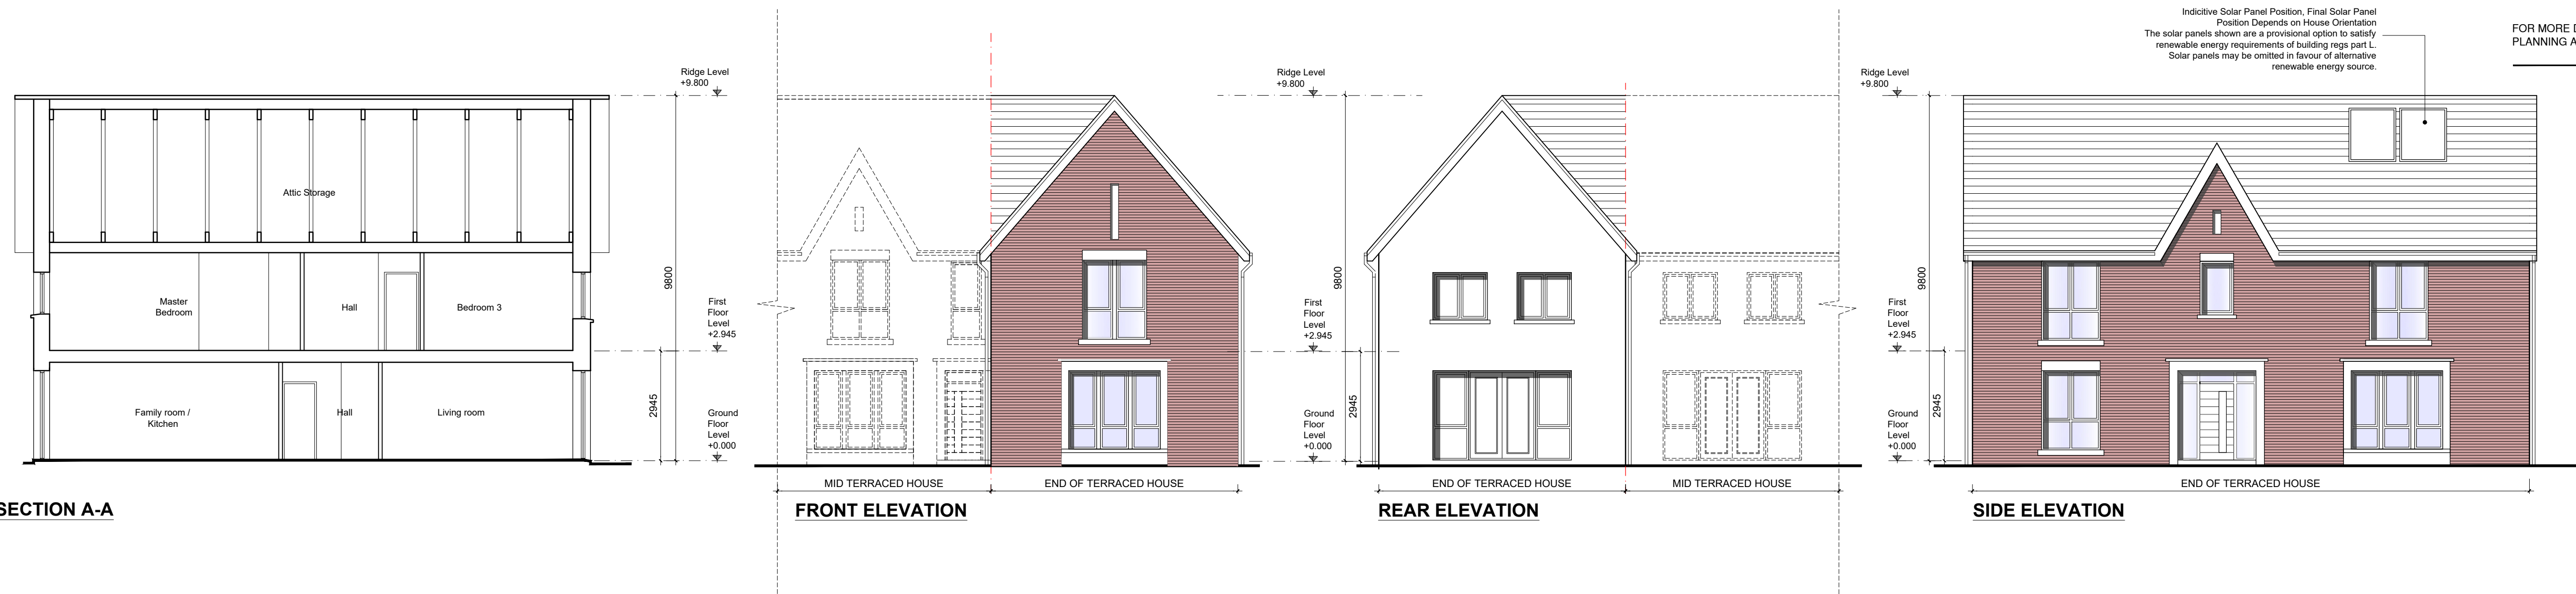 Attic Storage
Master
Bedroom
Hall
Bedroom 3
Family room /
Kitchen
Hall
Living room
2945
9800
Ridge Level
+9.800
First
Floor
Level
+2.945
Ground
Floor
Level
+0.000
SECTION A-A
MID TERRACED HOUSE
END OF TERRACED HOUSE
FRONT ELEVATION
Ridge Level
+9.800
First
Floor
Level
+2.945
Ground
Floor
Level
+0.000
9800
2945
END OF TERRACED HOUSE
MID TERRACED HOUSE
REAR ELEVATION
Ridge Level
+9.800
First
Floor
Level
+2.945
Ground
Floor
Level
+0.000
9800
2945
Indicitive Solar Panel Position, Final Solar Panel
Position Depends on House Orientation
The solar panels shown are a provisional option to satisfy
renewable energy requirements of building regs part L.
Solar panels may be omitted in favour of alternative
renewable energy source.
END OF TERRACED HOUSE
SIDE ELEVATION
FOR MORE
PLANNING